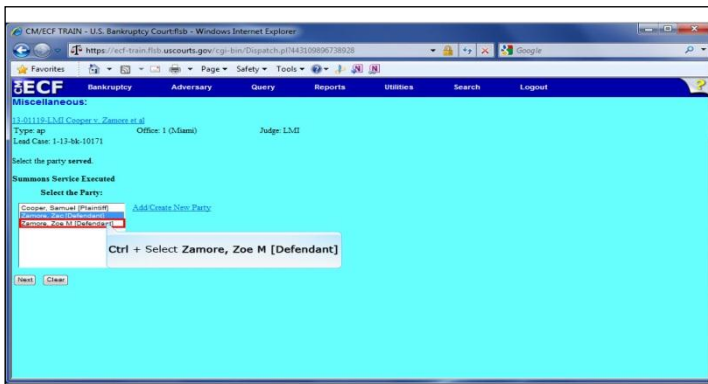 CM/ECF TRAIN - U.S. Bankruptcy Court:flsb - Windows Internet Explorer
https://ecf-train.flsb.uscourts.gov/cgi-bin/Dispatch.pl?443109896738928
Google
Favorites Page Safety Tools
ECF Bankruptcy Adversary Query Reports Utilities Search Logout ?
Miscellaneous:
13-01119-LMI Cooper v. Zamore et al
Type: ap Office: 1 (Miami) Judge: LMI
Lead Case: 1-13-bk-10171
Select the party served.
Summons Service Executed
Select the Party:
Cooper, Samuel [Plaintiff] Add/Create New Party
Zamore, Zac [Defendant]
Zamore, Zoe M [Defendant]
Ctrl + Select Zamore, Zoe M [Defendant]
Next Clear